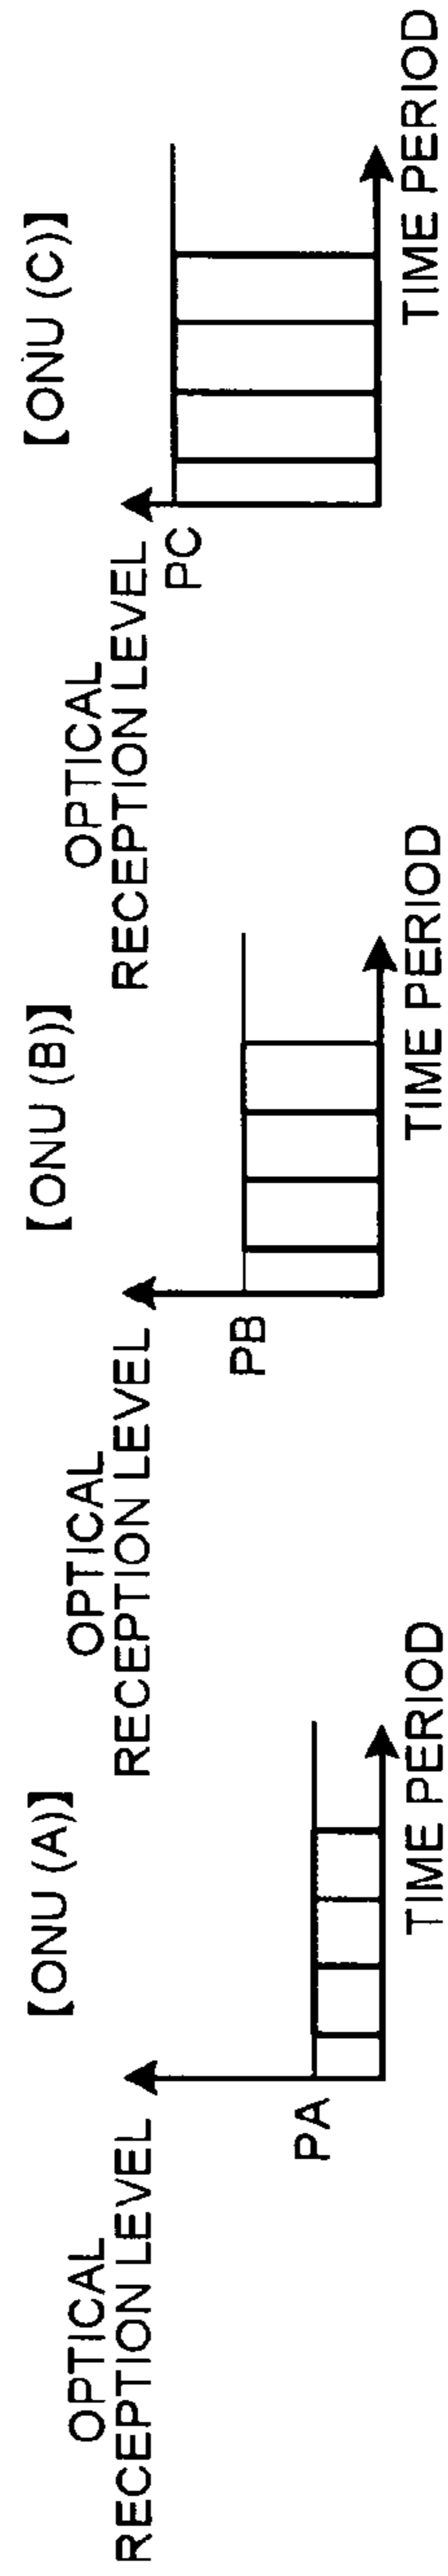 【ONU (A)】
OPTICAL
RECEPTION LEVEL
PA
TIME PERIOD
【ONU (B)】
OPTICAL
RECEPTION LEVEL
PB
TIME PERIOD
【ONU (C)】
OPTICAL
RECEPTION LEVEL
PC
TIME PERIOD